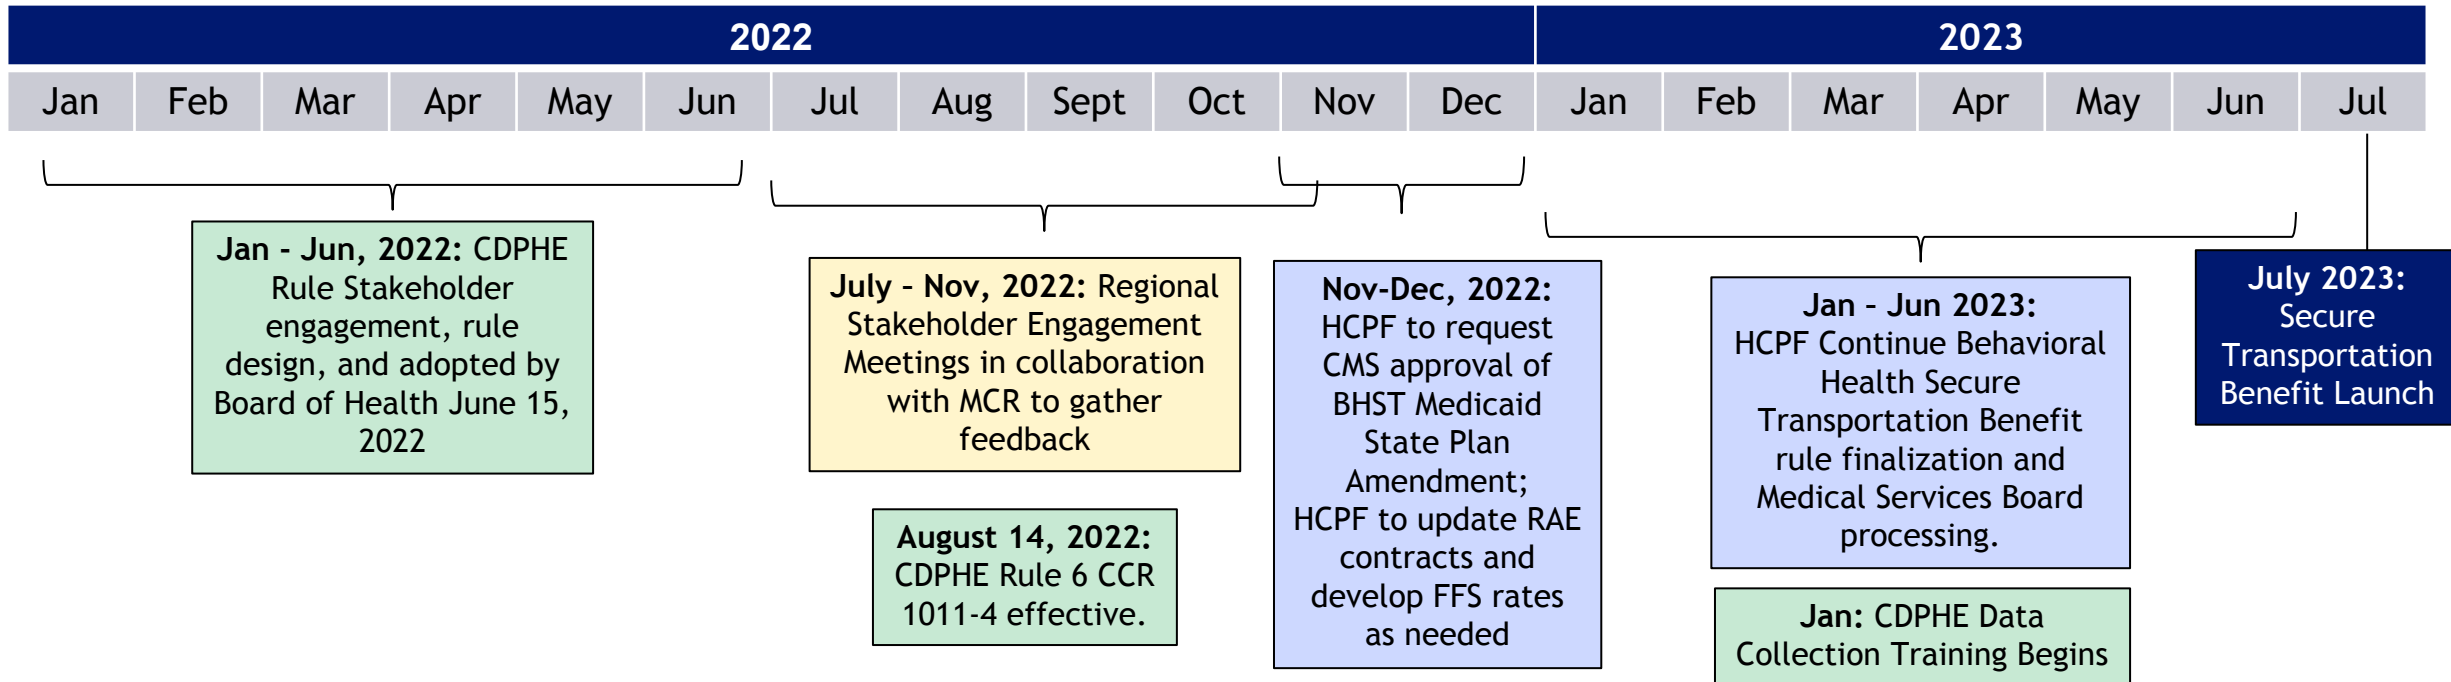 2022
2023
Jan Feb Mar Apr May Jun Jul Aug Sept Oct Nov Dec Jan Feb Mar Apr May Jun Jul
Jan - Jun, 2022: CDPHE
Rule Stakeholder
engagement, rule
design, and adopted by
Board of Health June 15,
2022
July – Nov, 2022: Regional
Stakeholder Engagement
Meetings in collaboration
with MCR to gather
feedback
August 14, 2022:
CDPHE Rule 6 CCR
1011-4 effective.
Nov-Dec, 2022:
HCPF to request
CMS approval of
BHST Medicaid
State Plan
Amendment;
HCPF to update RAE
contracts and
develop FFS rates
as needed
Jan – Jun 2023:
HCPF Continue Behavioral
Health Secure
Transportation Benefit
rule finalization and
Medical Services Board
processing.
Jan: CDPHE Data
Collection Training Begins
July 2023:
Secure
Transportation
Benefit Launch